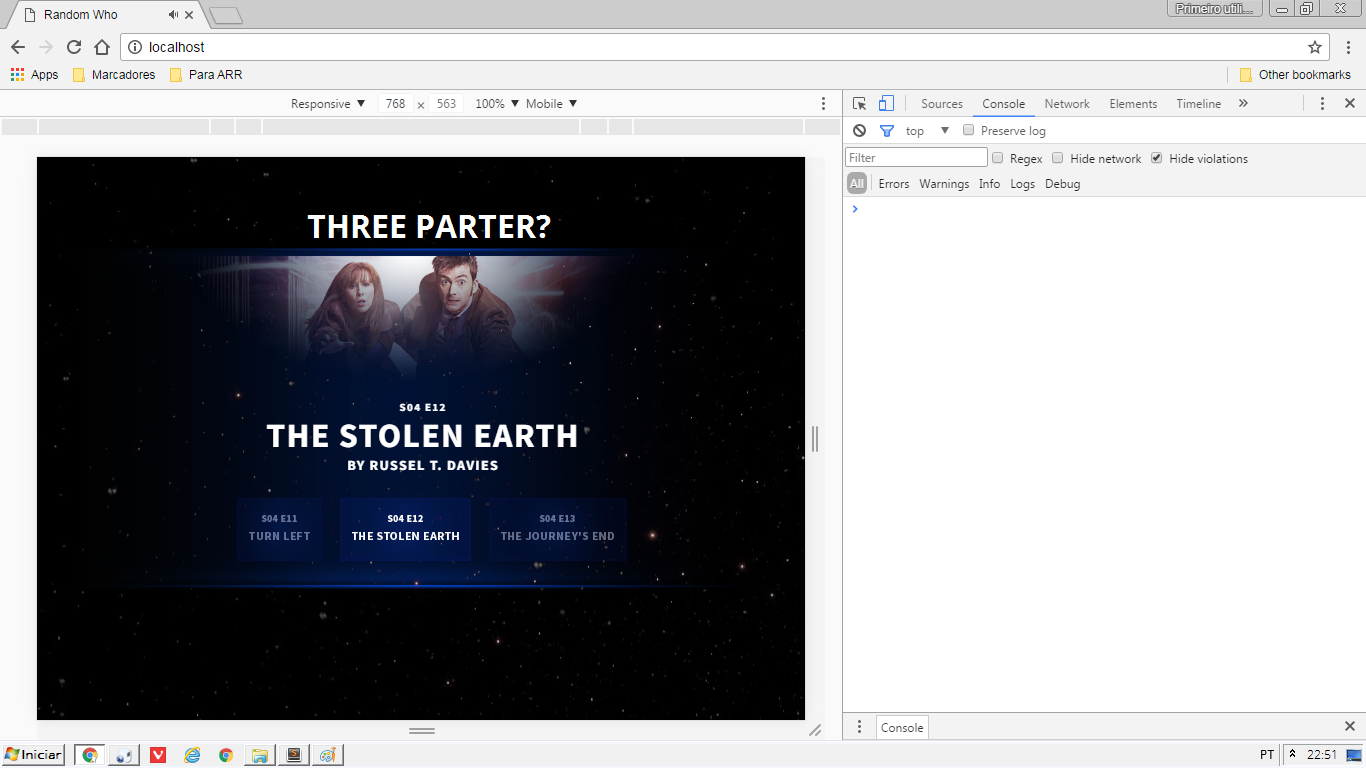 Random Who
Primeiro utili...
localhost
Apps
Marcadores
Para ARR
Other bookmarks
Responsive ▼ 768 × 563 100% ▼ Mobile ▼
Sources Console Network Elements Timeline »
top ▼ Preserve log
Filter Regex Hide network Hide violations
All Errors Warnings Info Logs Debug
>
THREE PARTER?
S04 E12
THE STOLEN EARTH
BY RUSSEL T. DAVIES
S04 E11
TURN LEFT
S04 E12
THE STOLEN EARTH
S04 E13
THE JOURNEY'S END
Console
Iniciar
PT
22:51